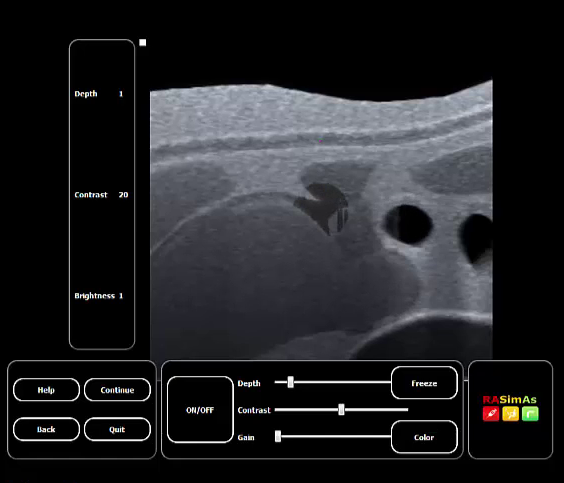 Depth 1
Contrast 20
Brightness 1
Help
Continue
Back
Quit
ON/OFF
Depth
Contrast
Gain
Freeze
Color
RASimAs